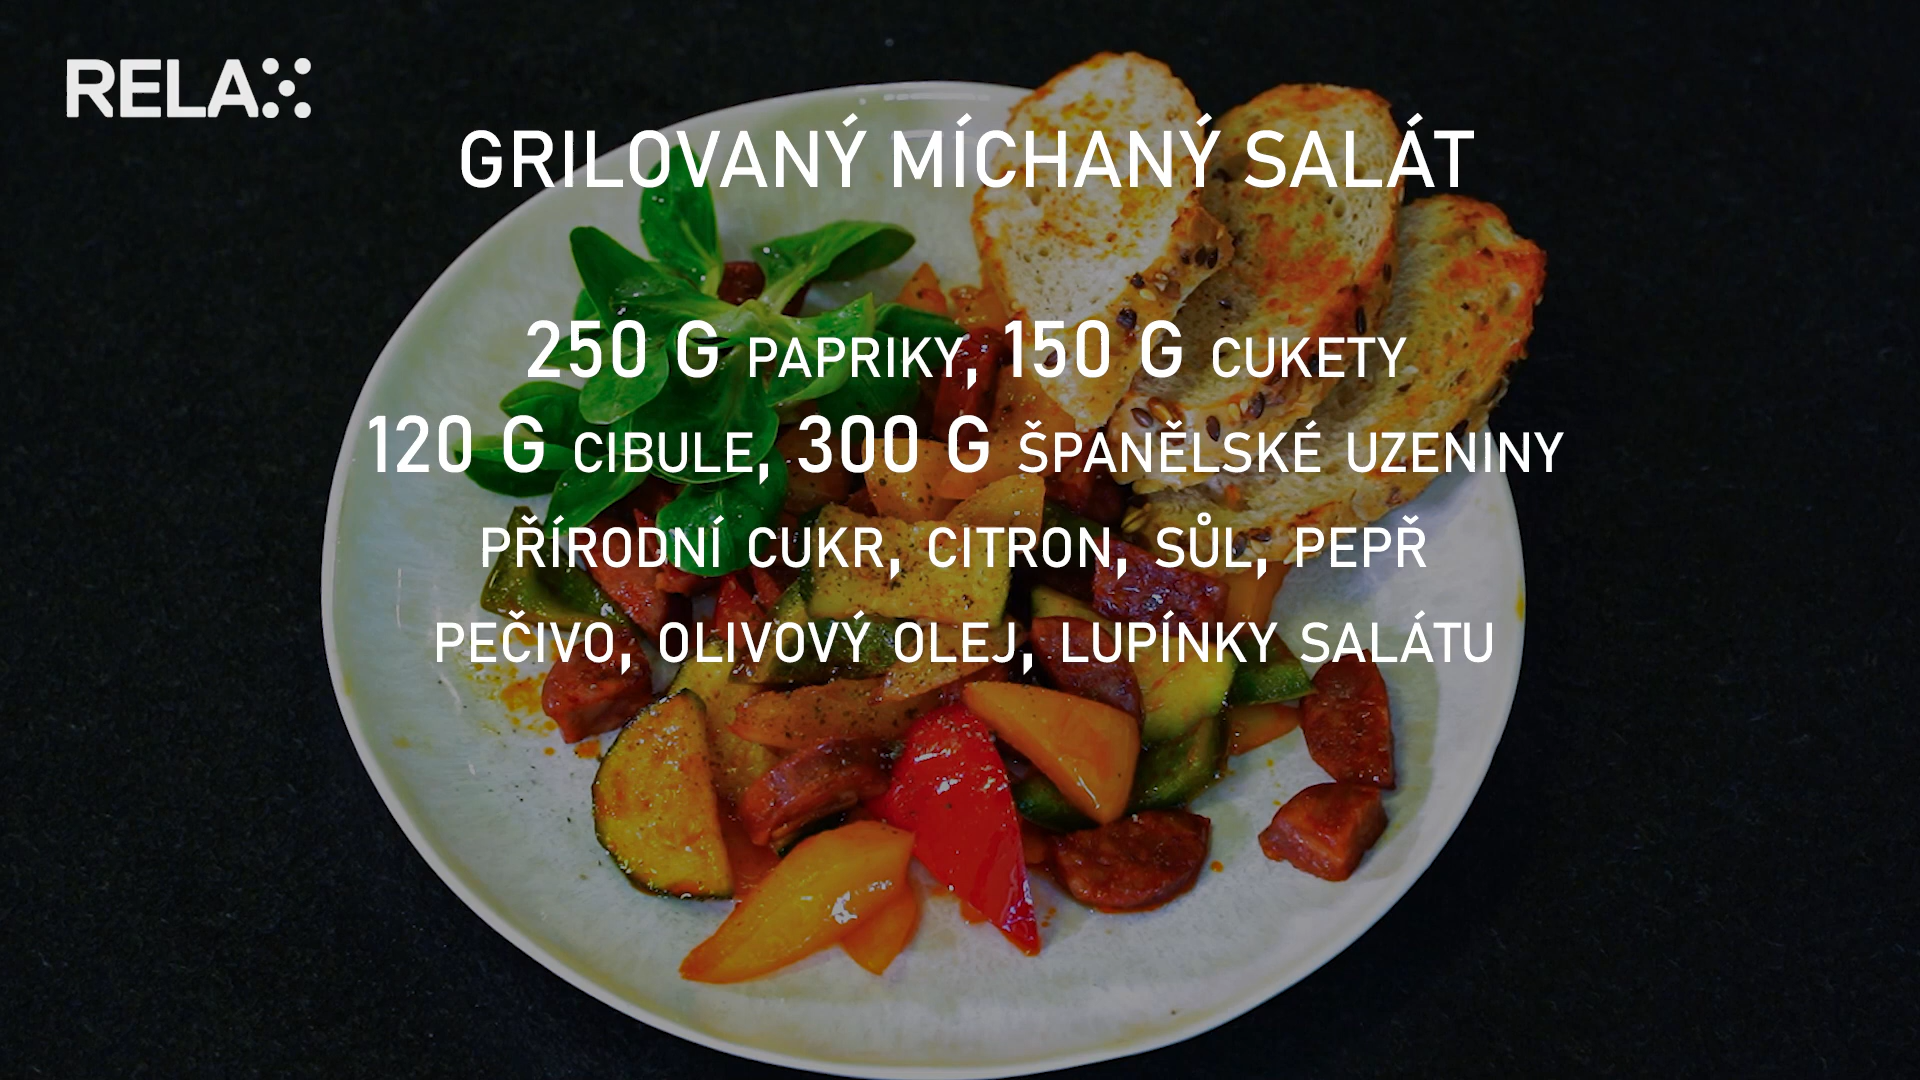 RELAX
GRILOVANÝ MÍCHANÝ SALÁT
250 G PAPRIKY, 150 G CUKETY
120 G CIBULE, 300 G ŠPANĚLSKÉ UZENINY
PŘÍRODNÍ CUKR, CITRON, SŮL, PEPŘ
PEČIVO, OLIVOVÝ OLEJ, LUPÍNKY SALÁTU